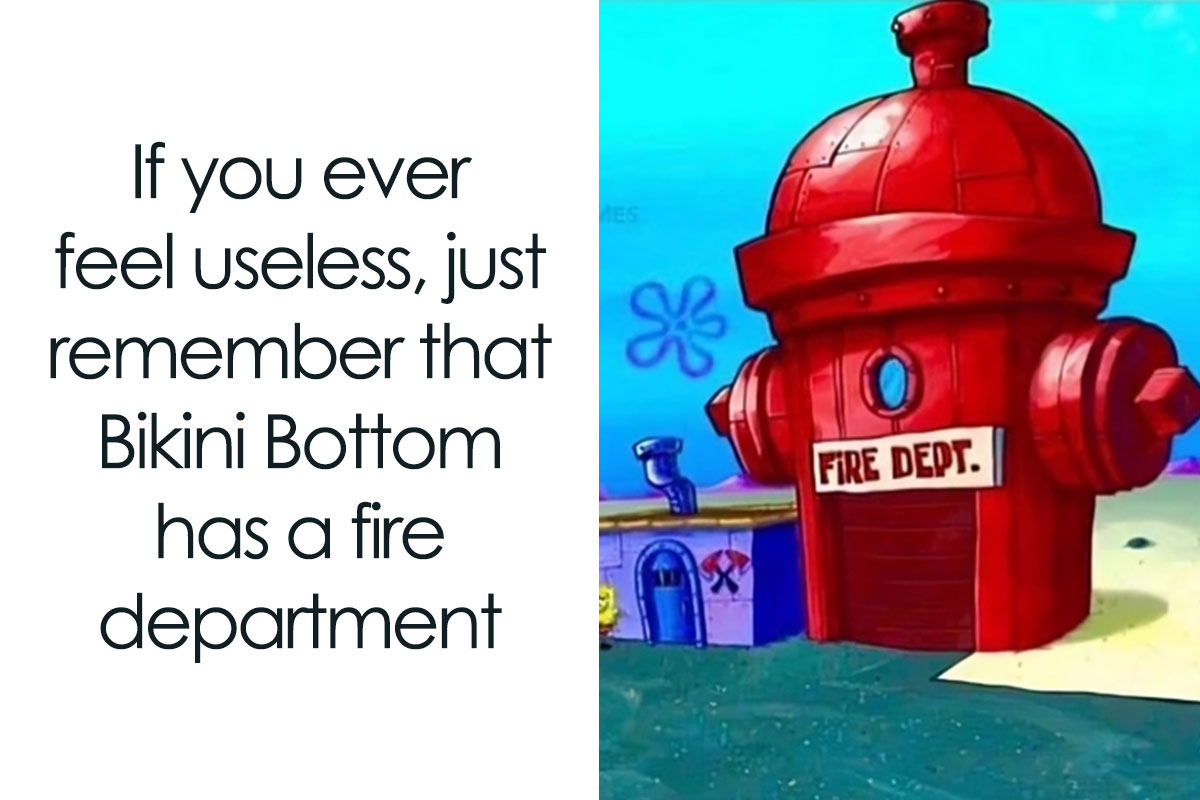 If you ever
feel useless, just
remember that
Bikini Bottom
has a fire
department
FIRE DEPT.